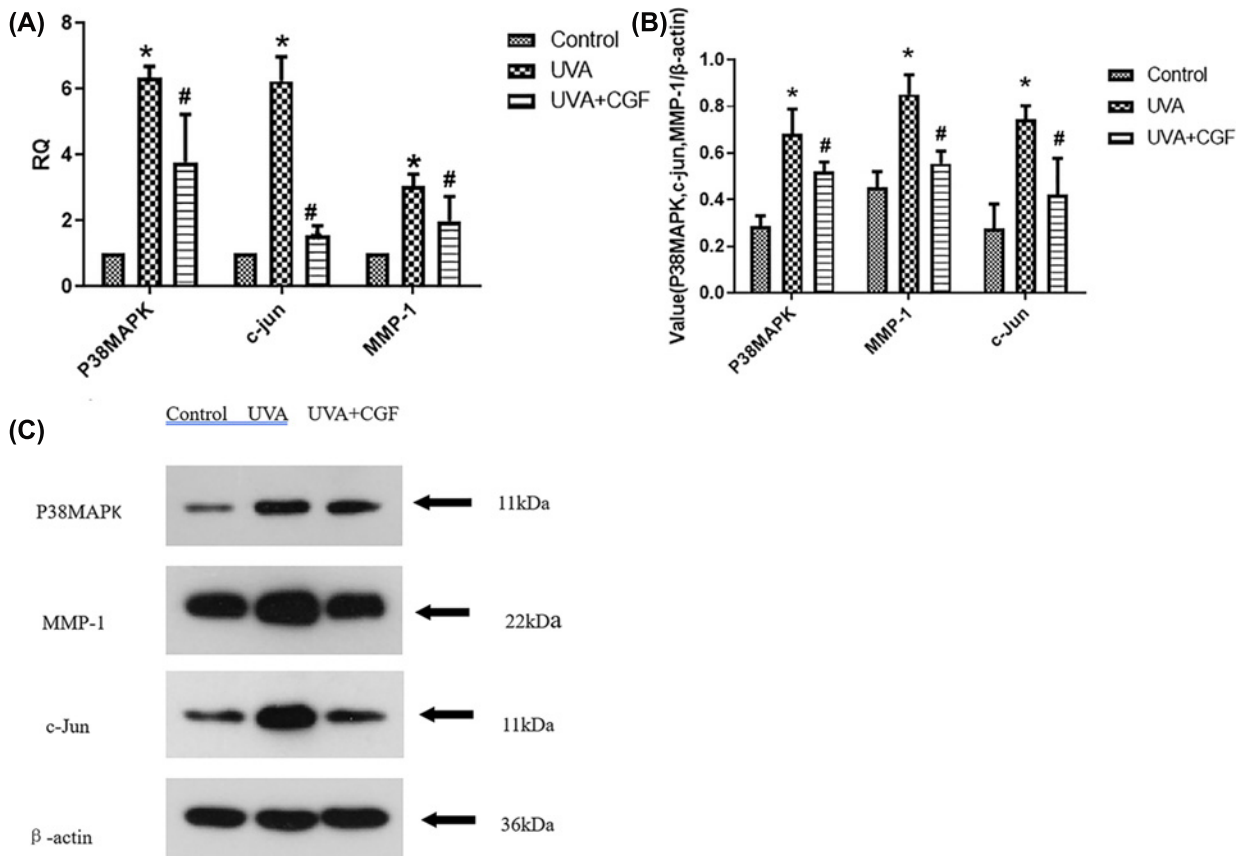 (A)
8
6
4
2
0
RQ
* # * # * #
P38MAPK
c-jun
MMP-1
Control
UVA
UVA+CGF
(B)
1.0
0.8
0.6
0.4
0.2
0.0
Value(P38MAPK,c-jun,MMP-1/β-actin)
* # * # * #
P38MAPK
MMP-1
c-Jun
Control
UVA
UVA+CGF
(C)
Control UVA UVA+CGF
P38MAPK 11kDa
MMP-1 22kDa
c-Jun 11kDa
β-actin 36kDa